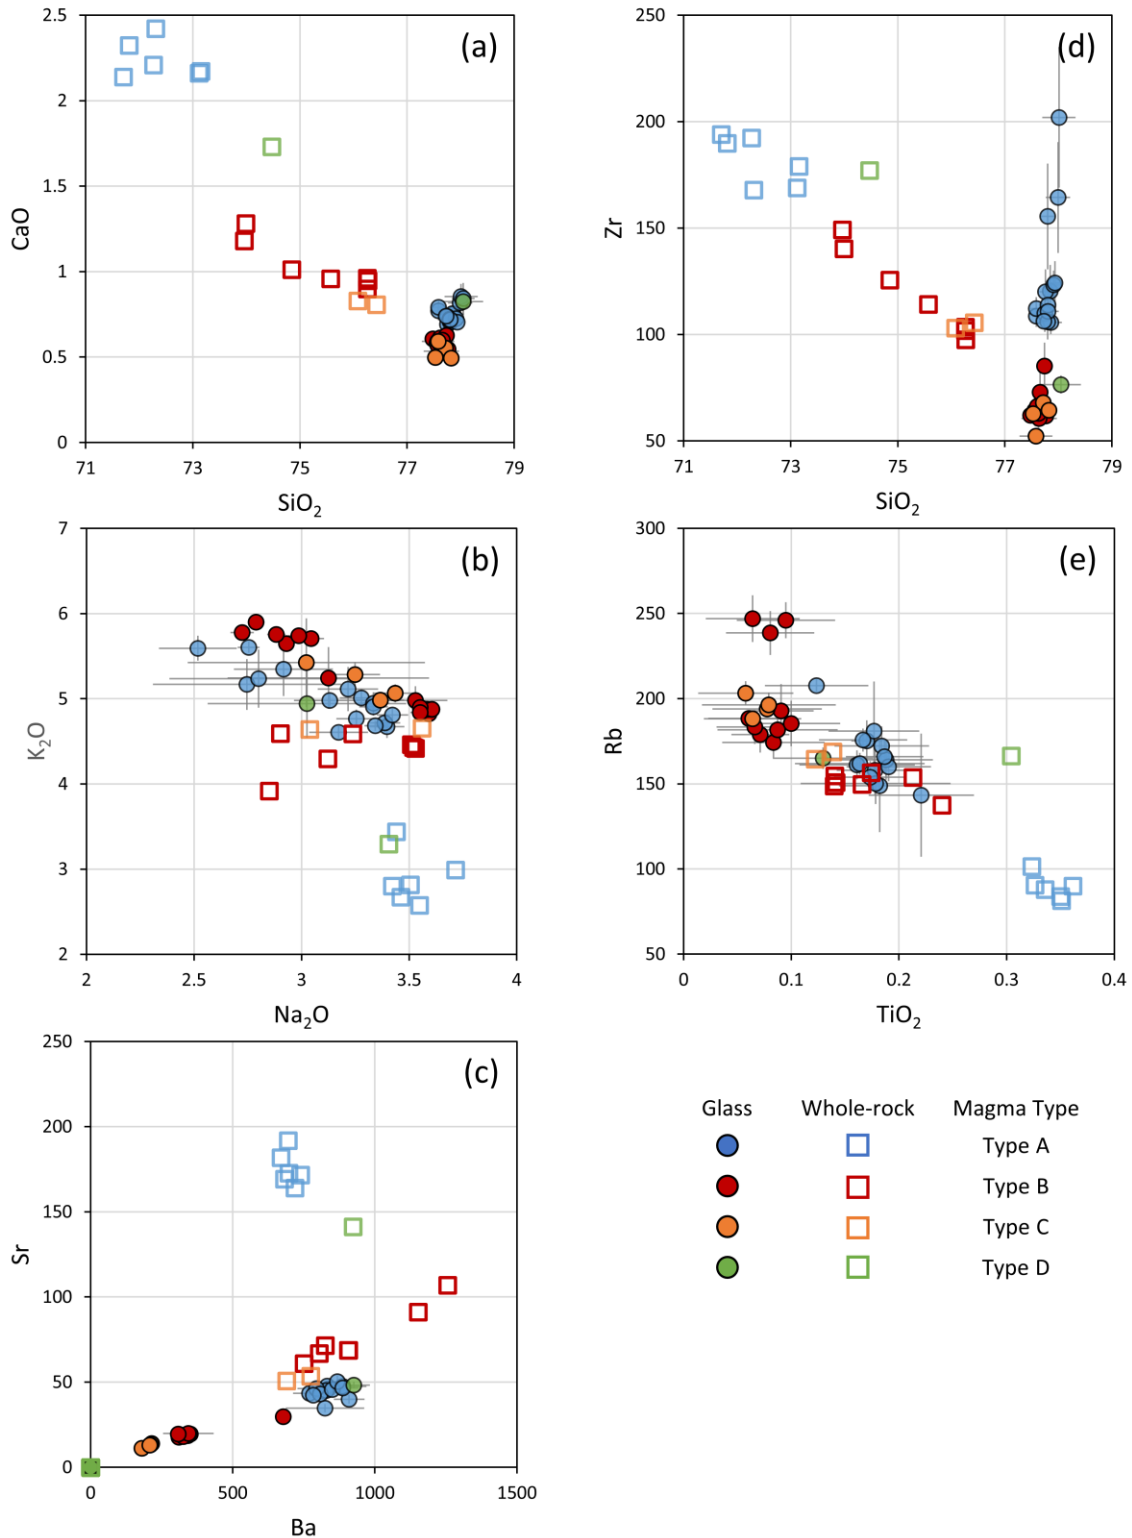 (a)
2.5
2
1.5
1
0.5
0
CaO
71 73 75 77 79
SiO₂
(d)
250
200
150
100
50
Zr
71 73 75 77 79
SiO₂
(b)
7
6
5
4
3
2
K₂O
2 2.5 3 3.5 4
Na₂O
(e)
300
250
200
150
100
50
Rb
0 0.1 0.2 0.3 0.4
TiO₂
(c)
250
200
150
100
50
0
Sr
0 500 1000 1500
Ba
Glass Whole-rock Magma Type
Type A
Type B
Type C
Type D